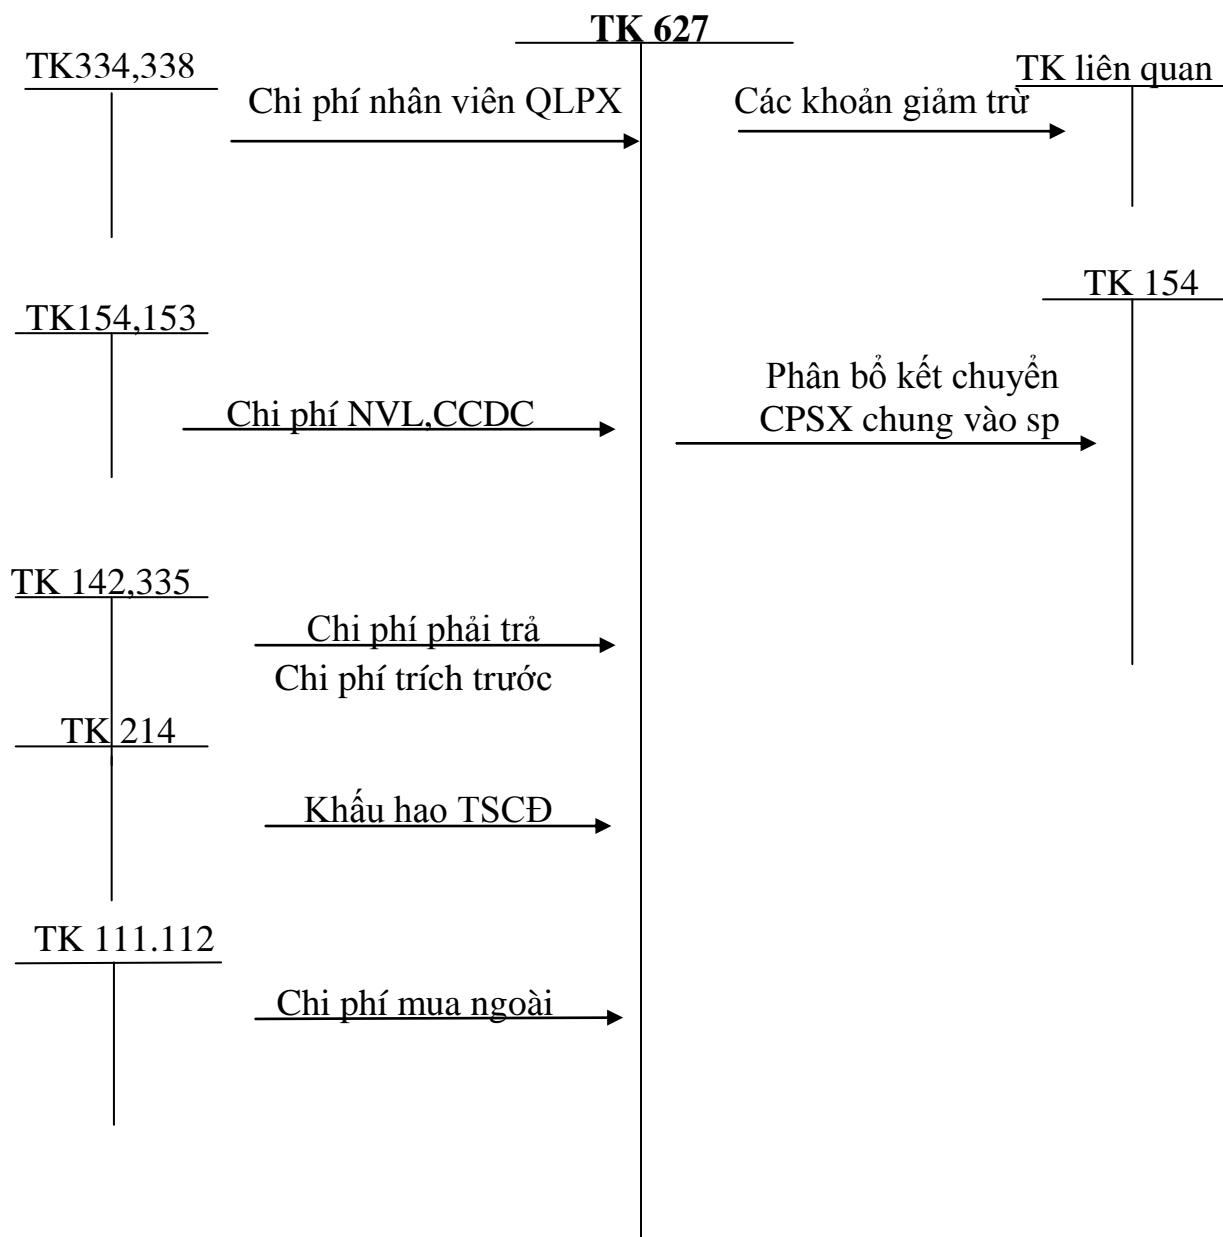 TK 627
TK334,338
TK liên quan
Chi phí nhân viên QLPX
Các khoản giảm trừ
TK 154
TK154,153
Phân bổ kết chuyển
CPSX chung vào sp
Chi phí NVL,CCDC
TK 142,335
Chi phí phải trả
Chi phí trích trước
TK 214
Khấu hao TSCĐ
TK 111.112
Chi phí mua ngoài